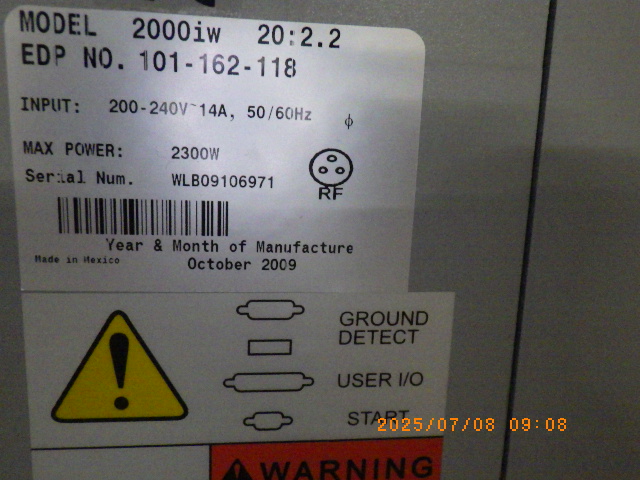 MODEL 2000iw 20:2.2
EDP NO. 101-162-118
INPUT: 200-240V~14A, 50/60Hz ϕ
MAX POWER: 2300W
Serial Num. WLB09106971
RF
Year & Month of Manufacture
Made in Mexico
October 2009
GROUND
DETECT
USER I/O
START
2025/07/08 09:08
WARNING